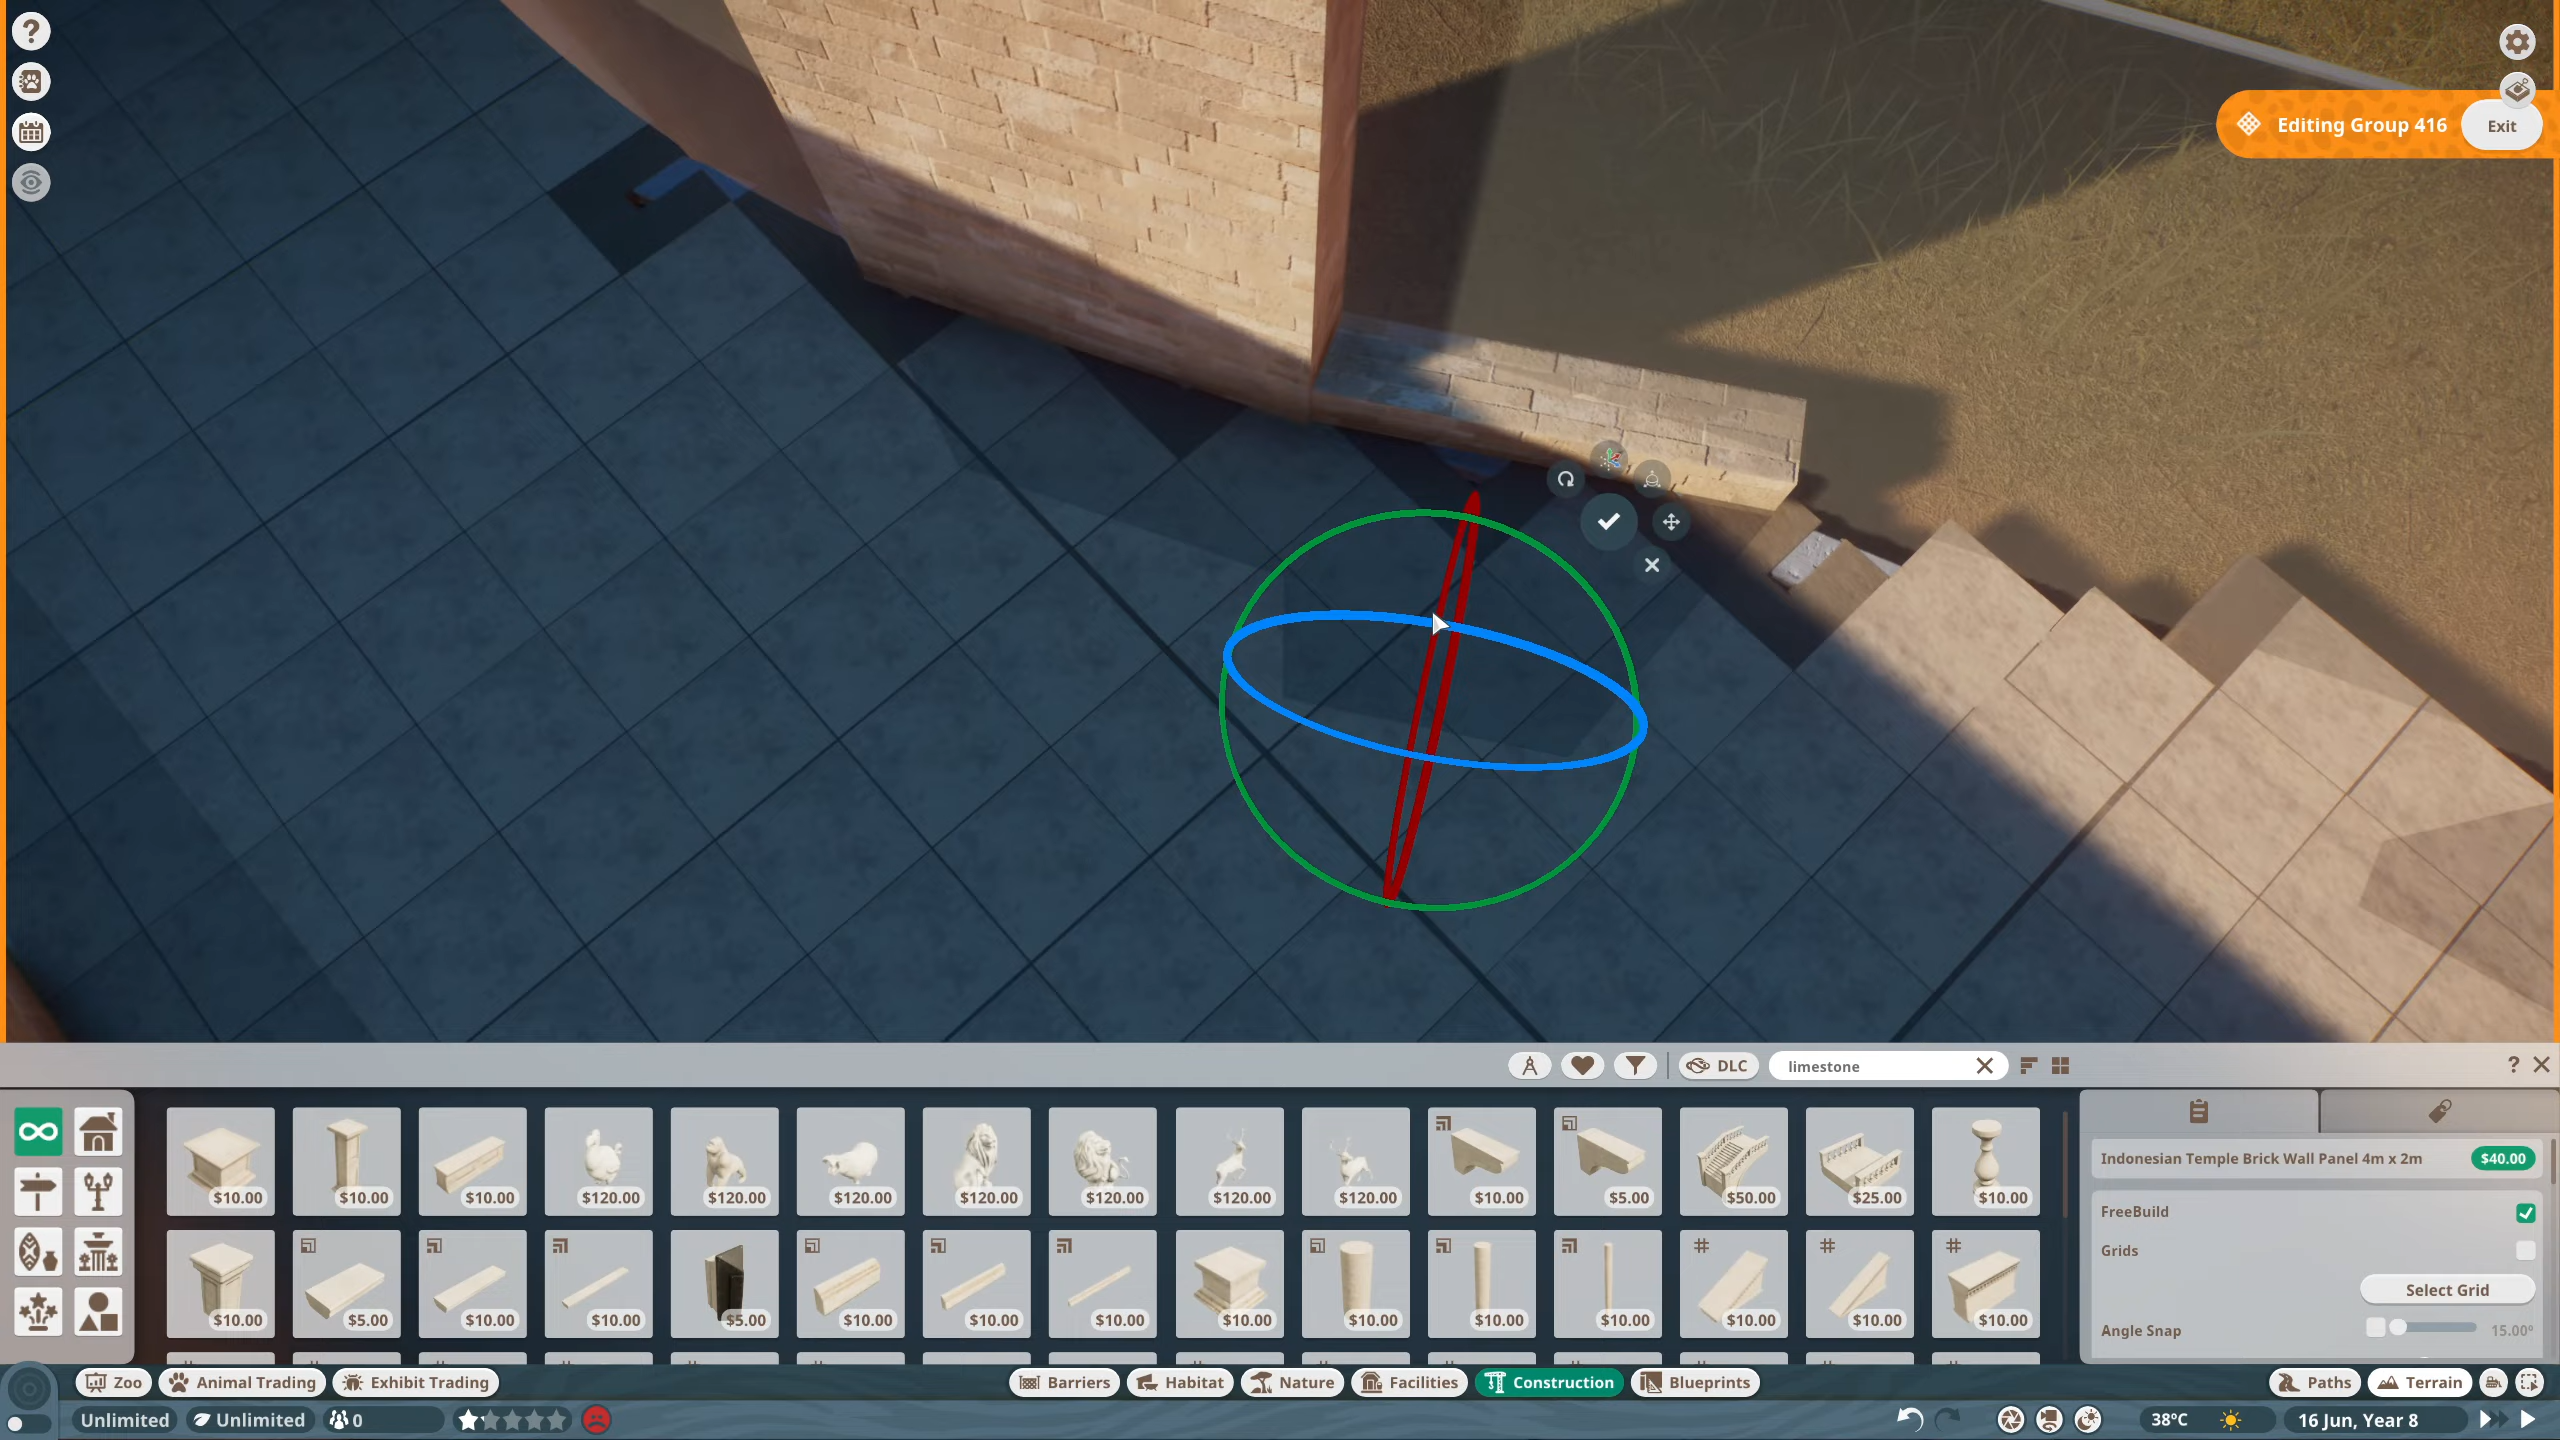 Editing Group 416
Exit
DLC
limestone
?
$10.00
$10.00
$10.00
$120.00
$120.00
$120.00
$120.00
$120.00
$120.00
$120.00
$10.00
$5.00
$50.00
$25.00
$10.00
$10.00
$5.00
$10.00
$10.00
$5.00
$10.00
$10.00
$10.00
$10.00
$10.00
$10.00
$10.00
$10.00
$10.00
$10.00
Indonesian Temple Brick Wall Panel 4m x 2m
$40.00
FreeBuild
Grids
Select Grid
Angle Snap
15.00°
Zoo
Animal Trading
Exhibit Trading
Barriers
Habitat
Nature
Facilities
Construction
Blueprints
Paths
Terrain
Unlimited
Unlimited
0
38°C
16 Jun, Year 8